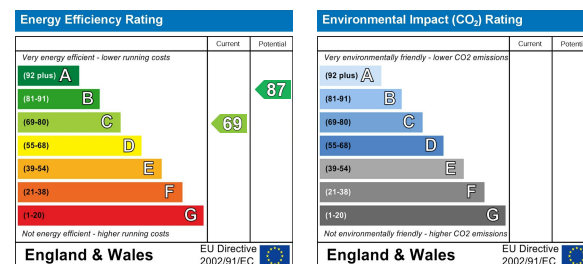 Energy Efficiency Rating
Current Potential
Very energy efficient - lower running costs
(92 plus) A
(81-91) B
87
(69-80) C
69
(55-68) D
(39-54) E
(21-38) F
(1-20) G
Not energy efficient - higher running costs
England & Wales
EU Directive
2002/91/EC
Environmental Impact (CO₂) Rating
Current Potential
Very environmentally friendly - lower CO2 emissions
(92 plus) A
(81-91) B
(69-80) C
(55-68) D
(39-54) E
(21-38) F
(1-20) G
Not environmentally friendly - higher CO2 emissions
England & Wales
EU Directive
2002/91/EC